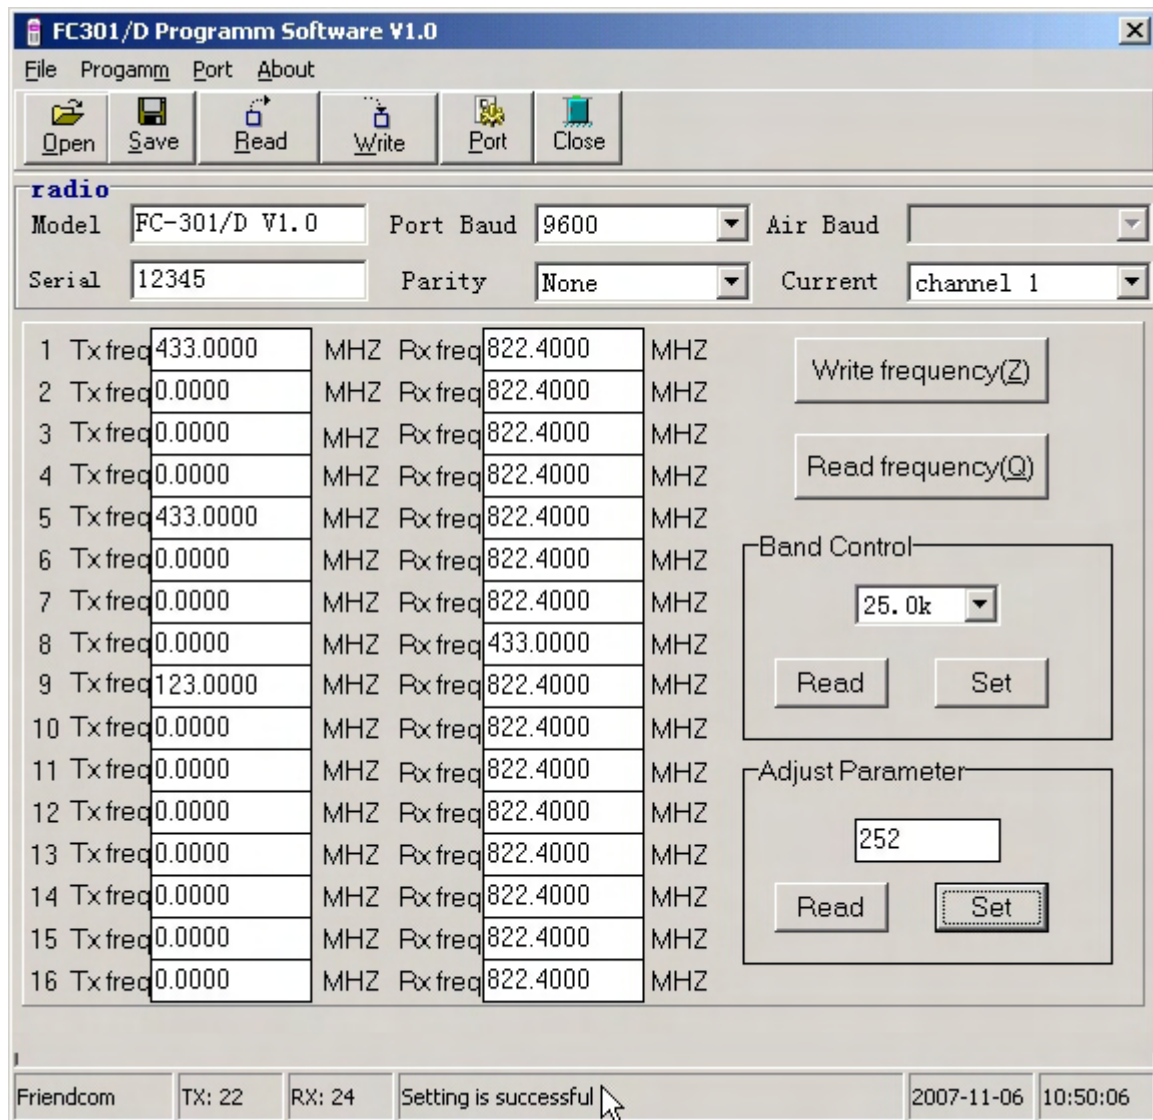 FC301/D Programm Software V1.0
File Progamm Port About
Open Save Read Write Port Close
radio
Model FC-301/D V1.0 Port Baud 9600 Air Baud
Serial 12345 Parity None Current channel 1
1 Tx freq 433.0000 MHZ Rx freq 822.4000 MHZ
2 Tx freq 0.0000 MHZ Rx freq 822.4000 MHZ
3 Tx freq 0.0000 MHZ Rx freq 822.4000 MHZ
4 Tx freq 0.0000 MHZ Rx freq 822.4000 MHZ
5 Tx freq 433.0000 MHZ Rx freq 822.4000 MHZ
6 Tx freq 0.0000 MHZ Rx freq 822.4000 MHZ
7 Tx freq 0.0000 MHZ Rx freq 822.4000 MHZ
8 Tx freq 0.0000 MHZ Rx freq 433.0000 MHZ
9 Tx freq 123.0000 MHZ Rx freq 822.4000 MHZ
10 Tx freq 0.0000 MHZ Rx freq 822.4000 MHZ
11 Tx freq 0.0000 MHZ Rx freq 822.4000 MHZ
12 Tx freq 0.0000 MHZ Rx freq 822.4000 MHZ
13 Tx freq 0.0000 MHZ Rx freq 822.4000 MHZ
14 Tx freq 0.0000 MHZ Rx freq 822.4000 MHZ
15 Tx freq 0.0000 MHZ Rx freq 822.4000 MHZ
16 Tx freq 0.0000 MHZ Rx freq 822.4000 MHZ
Write frequency(Z)
Read frequency(Q)
Band Control
25.0k
Read Set
Adjust Parameter
252
Read Set
Friendcom TX: 22 RX: 24 Setting is successful 2007-11-06 10:50:06